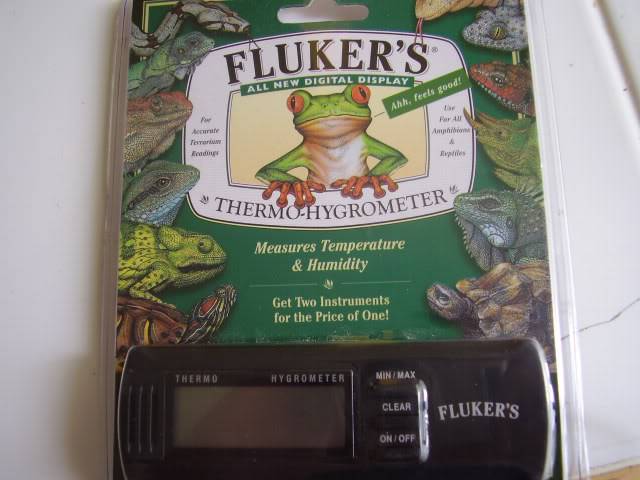 FLUKER'S®
ALL NEW DIGITAL DISPLAY
Ahh, feels good!
For
Accurate
Terrarium
Readings
Use
For All
Amphibians
&
Reptiles
THERMO-HYGROMETER
Measures Temperature
& Humidity
Get Two Instruments
for the Price of One!
THERMO HYGROMETER
MIN/MAX
CLEAR
ON/OFF
FLUKER'S